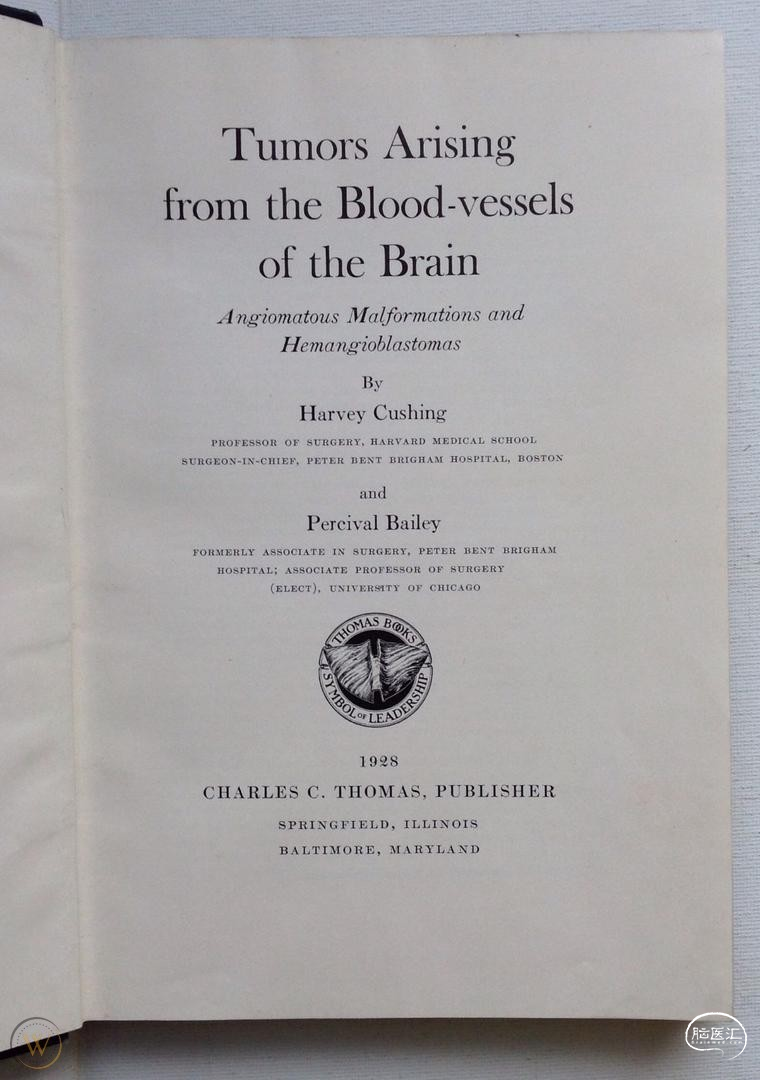 Tumors Arising
from the Blood-vessels
of the Brain
Angiomatous Malformations and
Hemangioblastomas
By
Harvey Cushing
PROFESSOR OF SURGERY, HARVARD MEDICAL SCHOOL
SURGEON-IN-CHIEF, PETER BENT BRIGHAM HOSPITAL, BOSTON
and
Percival Bailey
FORMERLY ASSOCIATE IN SURGERY, PETER BENT BRIGHAM
HOSPITAL; ASSOCIATE PROFESSOR OF SURGERY
(ELECT), UNIVERSITY OF CHICAGO
THOMAS BOOKS
SYMBOL OF LEADERSHIP
1928
CHARLES C. THOMAS, PUBLISHER
SPRINGFIELD, ILLINOIS
BALTIMORE, MARYLAND
W
脑医汇